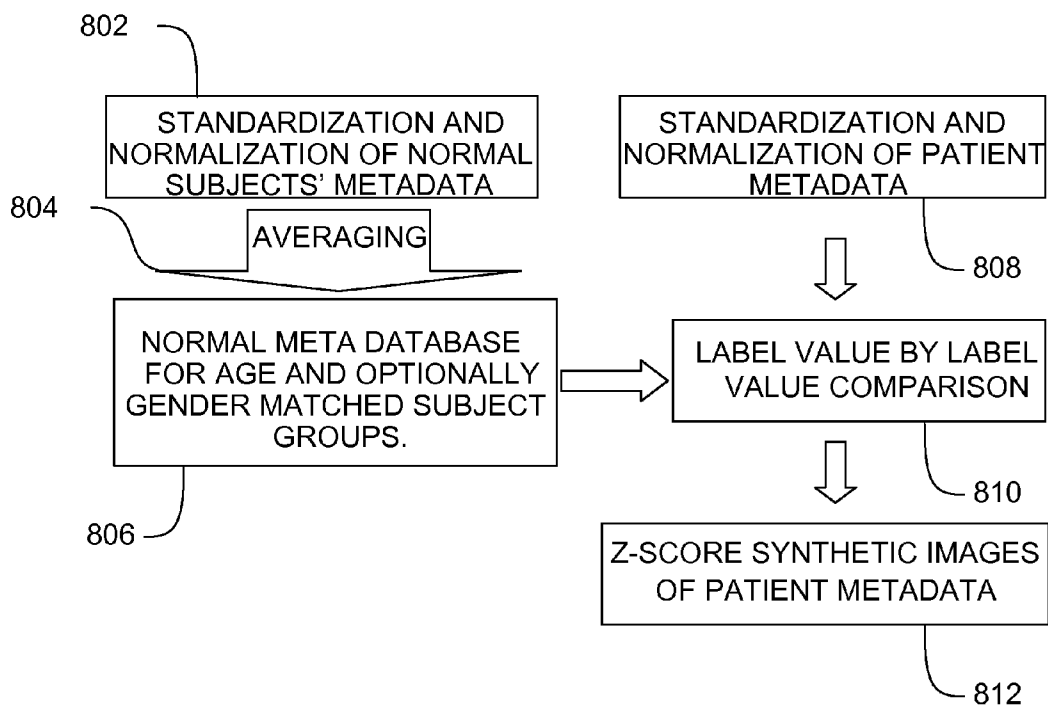 802
STANDARDIZATION AND
NORMALIZATION OF NORMAL
SUBJECTS' METADATA
804
AVERAGING
NORMAL META DATABASE
FOR AGE AND OPTIONALLY
GENDER MATCHED SUBJECT
GROUPS.
806
STANDARDIZATION AND
NORMALIZATION OF PATIENT
METADATA
808
LABEL VALUE BY LABEL
VALUE COMPARISON
810
Z-SCORE SYNTHETIC IMAGES
OF PATIENT METADATA
812